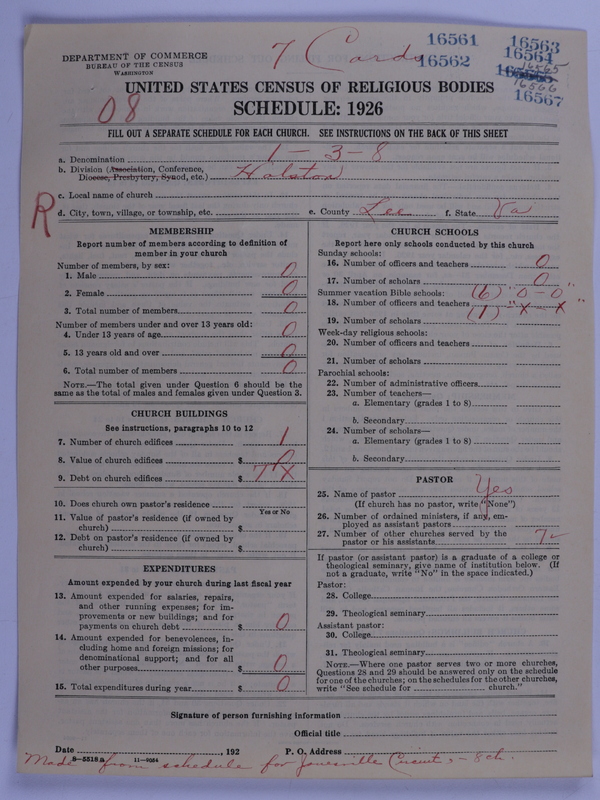 7 Cards
16561
16562
16563
16564
16565
16566
16567
DEPARTMENT OF COMMERCE
BUREAU OF THE CENSUS
WASHINGTON
UNITED STATES CENSUS OF RELIGIOUS BODIES
08
SCHEDULE: 1926
FILL OUT A SEPARATE SCHEDULE FOR EACH CHURCH. SEE INSTRUCTIONS ON THE BACK OF THIS SHEET
a. Denomination 1-3-8
b. Division (Association, Conference,
Diocese, Presbytery, Synod, etc.) Holston
c. Local name of church
R
d. City, town, village, or township, etc. e. County Lee f. State Va
MEMBERSHIP
Report number of members according to definition of
member in your church
Number of members, by sex:
1. Male 0
2. Female 0
3. Total number of members 0
Number of members under and over 13 years old:
4. Under 13 years of age 0
5. 13 years old and over 0
6. Total number of members 0
NOTE.—The total given under Question 6 should be the
same as the total of males and females given under Question 3.
CHURCH BUILDINGS
See instructions, paragraphs 10 to 12
7. Number of church edifices 1
8. Value of church edifices $ 0
9. Debt on church edifices $ 7 X
10. Does church own pastor's residence
Yes or No
11. Value of pastor's residence (if owned by
church) $
12. Debt on pastor's residence (if owned by
church) $
EXPENDITURES
Amount expended by your church during last fiscal year
13. Amount expended for salaries, repairs,
and other running expenses; for im-
provements or new buildings; and for
payments on church debt $ 0
14. Amount expended for benevolences, in-
cluding home and foreign missions; for
denominational support; and for all
other purposes $ 0
15. Total expenditures during year $ 0
CHURCH SCHOOLS
Report here only schools conducted by this church
Sunday schools:
16. Number of officers and teachers 0
17. Number of scholars 0
Summer vacation Bible schools: (6) "0-0"
18. Number of officers and teachers
(1) "X-X"
19. Number of scholars
Week-day religious schools:
20. Number of officers and teachers
21. Number of scholars
Parochial schools:
22. Number of administrative officers
23. Number of teachers—
a. Elementary (grades 1 to 8)
b. Secondary
24. Number of scholars—
a. Elementary (grades 1 to 8)
b. Secondary
PASTOR
25. Name of pastor Yes
(If church has no pastor, write "None")
26. Number of ordained ministers, if any, em-
ployed as assistant pastors
27. Number of other churches served by the
pastor or his assistants 7
If pastor (or assistant pastor) is a graduate of a college or
theological seminary, give name of institution below. (If
not a graduate, write "No" in the space indicated.)
Pastor:
28. College
29. Theological seminary
Assistant pastor:
30. College
31. Theological seminary
NOTE.—Where one pastor serves two or more churches,
Questions 28 and 29 should be answered only on the schedule
for one of the churches; on the schedules for the other churches,
write "See schedule for church."
Signature of person furnishing information
Official title
Date , 192 P. O. Address
8—5518a 11—9054
Made from schedule for Jonesville Circuit, - 8 ch.